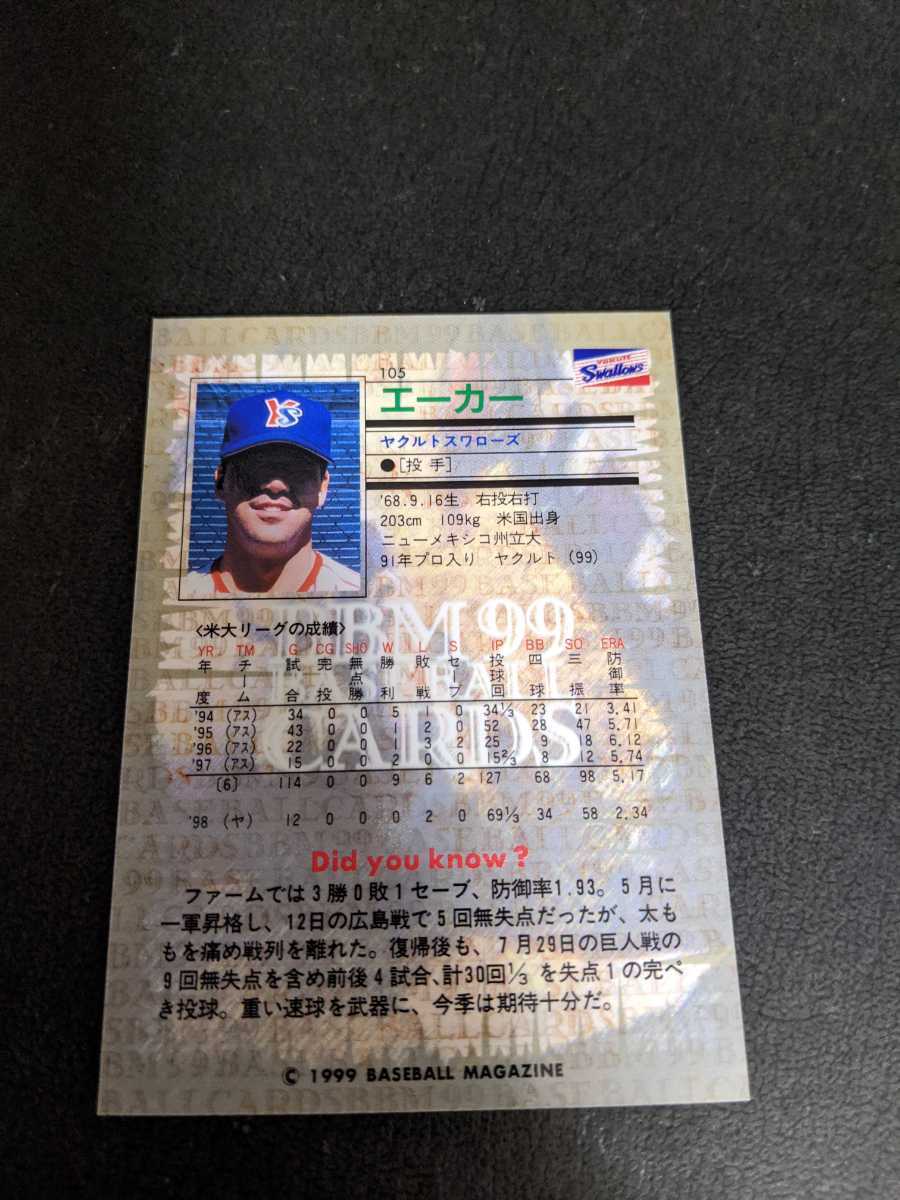 105
YAKULT
Swallows
エーカー
YS
ヤクルトスワローズ
●[投 手]
'68.9.16生 右投右打
203cm 109kg 米国出身
ニューメキシコ州立大
91年プロ入り ヤクルト (99)
BBM 99
BASEBALL
CARDS
〈米大リーグの成績〉
YR TM G CG SHO W L S IP BB SO ERA
年度 チーム 試合 完投 無点勝 勝利 敗戦 セーブ 投球回 四球 三振 防御率
'94 (アス) 34 0 0 5 1 0 34⅓ 23 21 3.41
'95 (アス) 43 0 0 1 2 0 52 28 47 5.71
'96 (アス) 22 0 0 1 3 2 25 9 18 6.12
'97 (アス) 15 0 0 2 0 0 15⅔ 8 12 5.74
〔6〕 114 0 0 9 6 2 127 68 98 5.17
'98 (ヤ) 12 0 0 0 2 0 69⅓ 34 58 2.34
Did you know?
ファームでは3勝0敗1セーブ、防御率1.93。5月に
一軍昇格し、12日の広島戦で5回無失点だったが、太も
もを痛め戦列を離れた。復帰後も、7月29日の巨人戦の
9回無失点を含め前後4試合、計30回⅓を失点1の完ぺ
き投球。重い速球を武器に、今季は期待十分だ。
© 1999 BASEBALL MAGAZINE